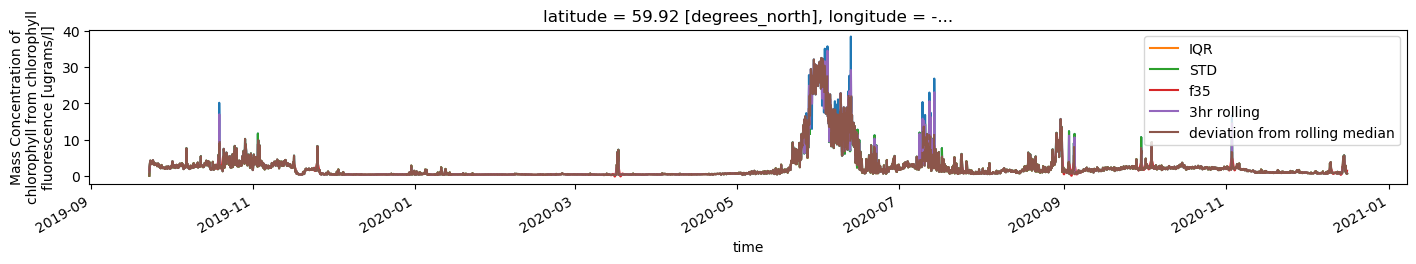 latitude = 59.92 [degrees_north], longitude = -...
Mass Concentration of
chlorophyll from chlorophyll
fluorescence [ugrams/l]
40
30
20
10
0
IQR
STD
f35
3hr rolling
deviation from rolling median
2019-09
2019-11
2020-01
2020-03
2020-05
2020-07
2020-09
2020-11
2021-01
time